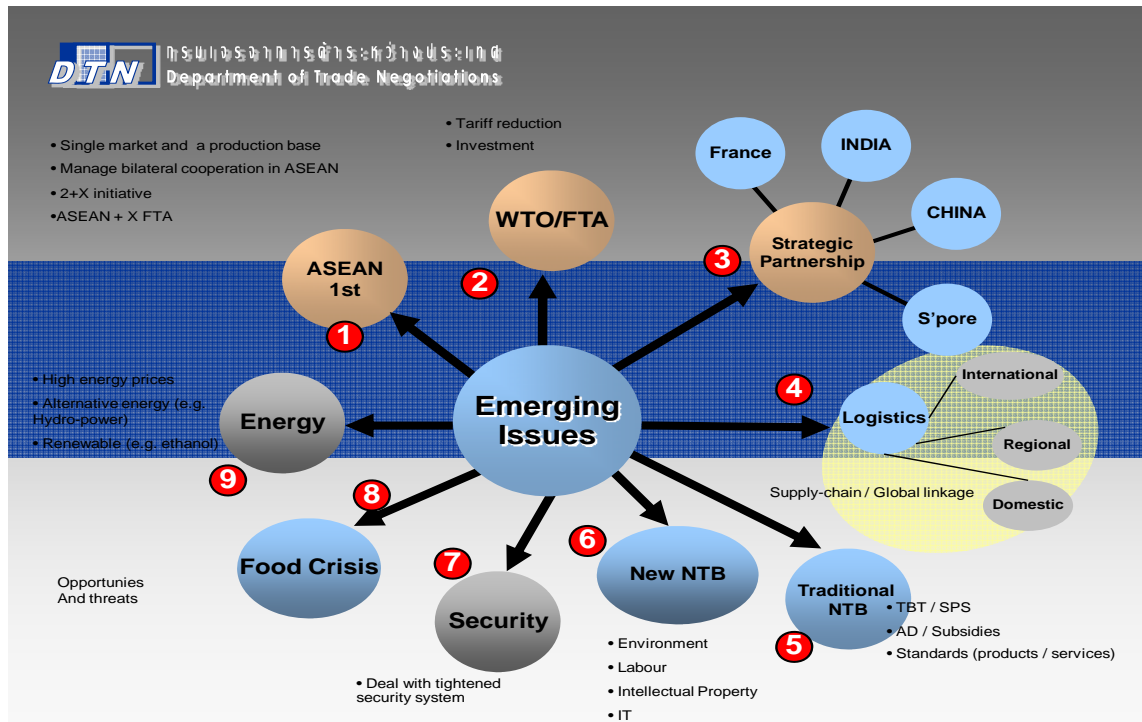 กรมเจรจาการค้าระหว่างประเทศ
DTN
Department of Trade Negotiations
• Single market and a production base
• Manage bilateral cooperation in ASEAN
• 2+X initiative
•ASEAN + X FTA
• Tariff reduction
• Investment
France
INDIA
CHINA
S'pore
Strategic
Partnership
3
WTO/FTA
2
ASEAN
1st
1
Emerging
Issues
4
Logistics
International
Regional
Domestic
Supply-chain / Global linkage
• High energy prices
• Alternative energy (e.g.
Hydro-power)
• Renewable (e.g. ethanol)
Energy
9
8
Food Crisis
Opportunies
And threats
7
Security
• Deal with tightened
security system
6
New NTB
• Environment
• Labour
• Intellectual Property
• IT
Traditional
NTB
5
• TBT / SPS
• AD / Subsidies
• Standards (products / services)